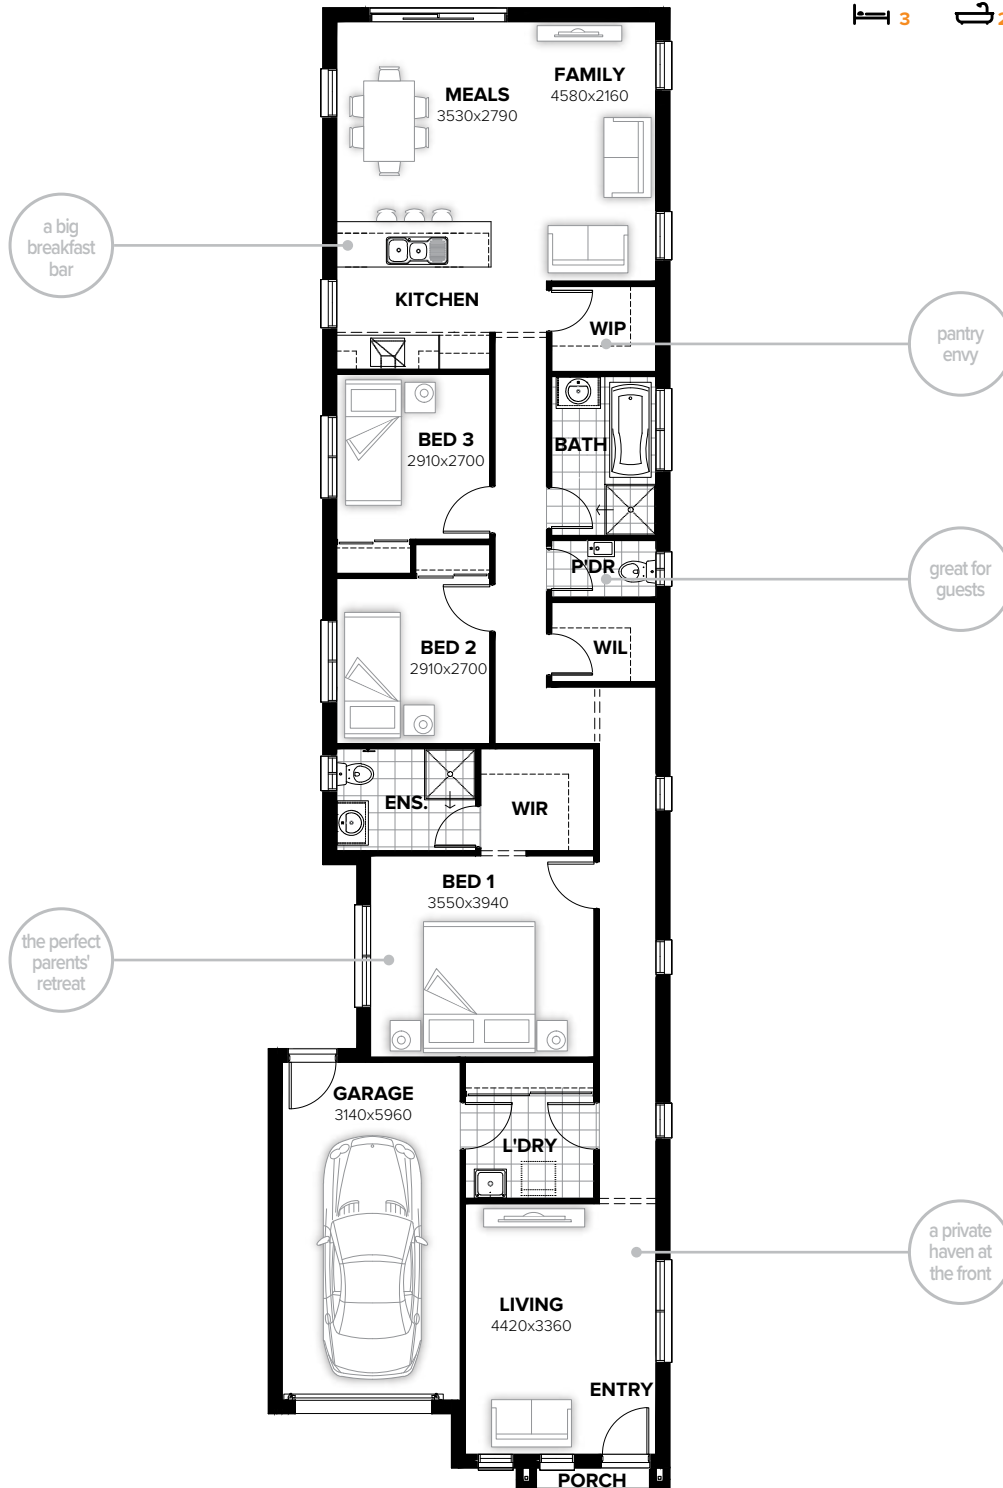 3 2
FAMILY
4580x2160
MEALS
3530x2790
a big
breakfast
bar
KITCHEN
WIP
pantry
envy
BED 3
2910x2700
BATH
P'DR
great for
guests
BED 2
2910x2700
WIL
ENS.
WIR
BED 1
3550x3940
the perfect
parents'
retreat
GARAGE
3140x5960
L'DRY
a private
haven at
the front
LIVING
4420x3360
ENTRY
PORCH